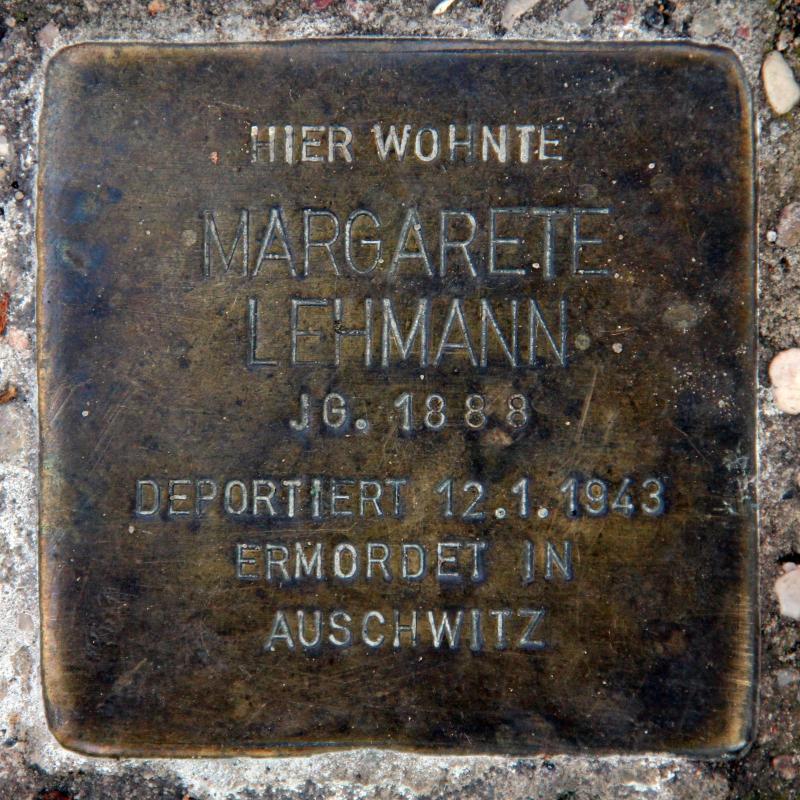 HIER WOHNTE
MARGARETE
LEHMANN
JG. 1888
DEPORTIERT 12.1.1943
ERMORDET IN
AUSCHWITZ